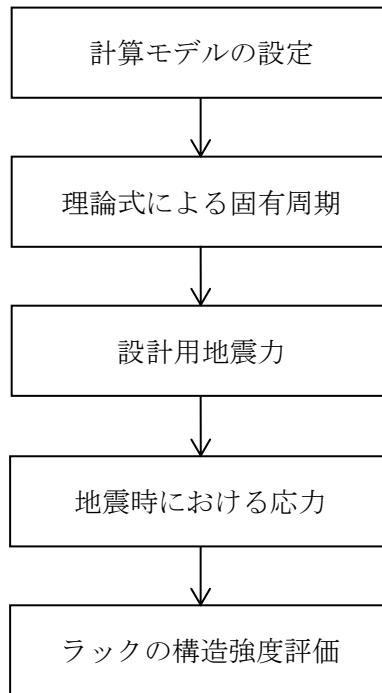 計算モデルの設定
理論式による固有周期
設計用地震力
地震時における応力
ラックの構造強度評価